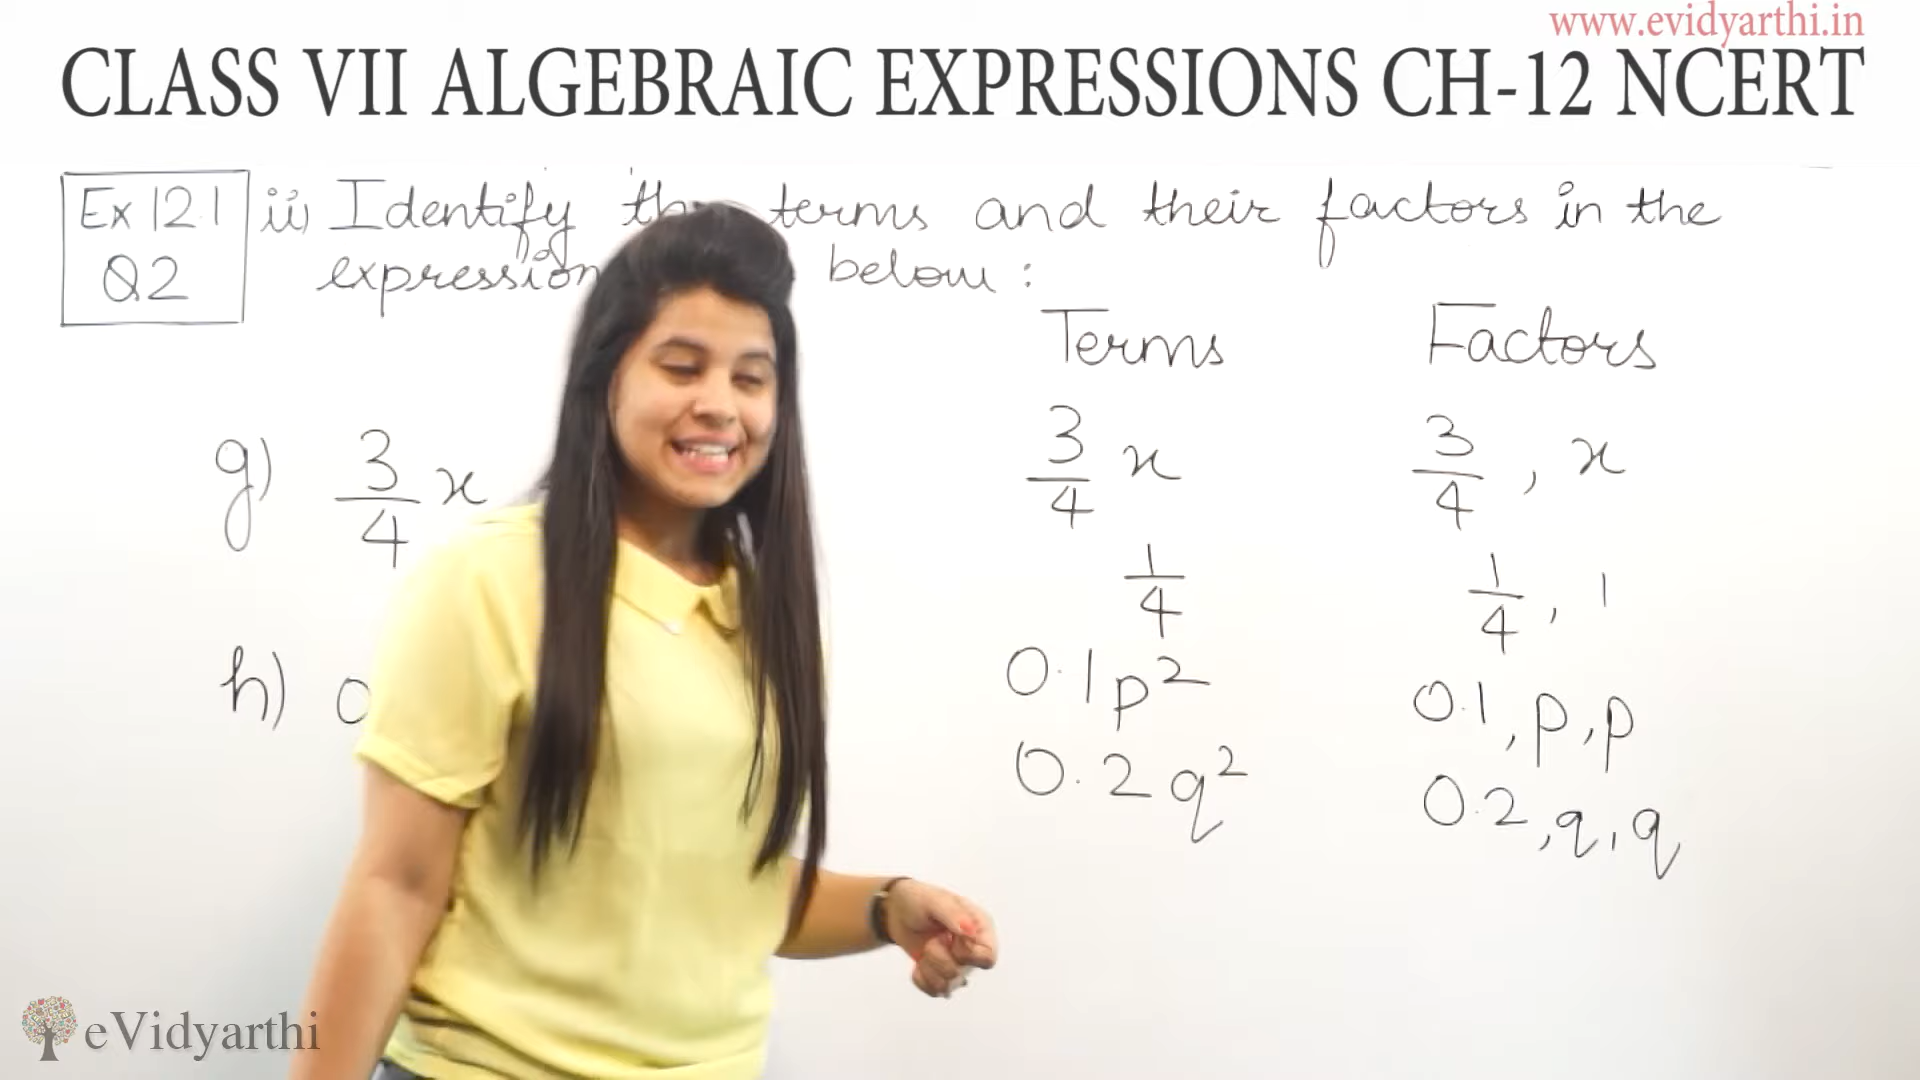 www.evidyarthi.in
CLASS VII ALGEBRAIC EXPRESSIONS CH-12 NCERT
Ex 12.1 ii) Identify terms and their factors in the
Q2 expression below:
Terms Factors
g) 3/4 x 3/4 x 3/4, x
1/4 1/4, 1
h) 0 0.1p² 0.1, p, p
0.2q² 0.2, q, q
eVidyarthi